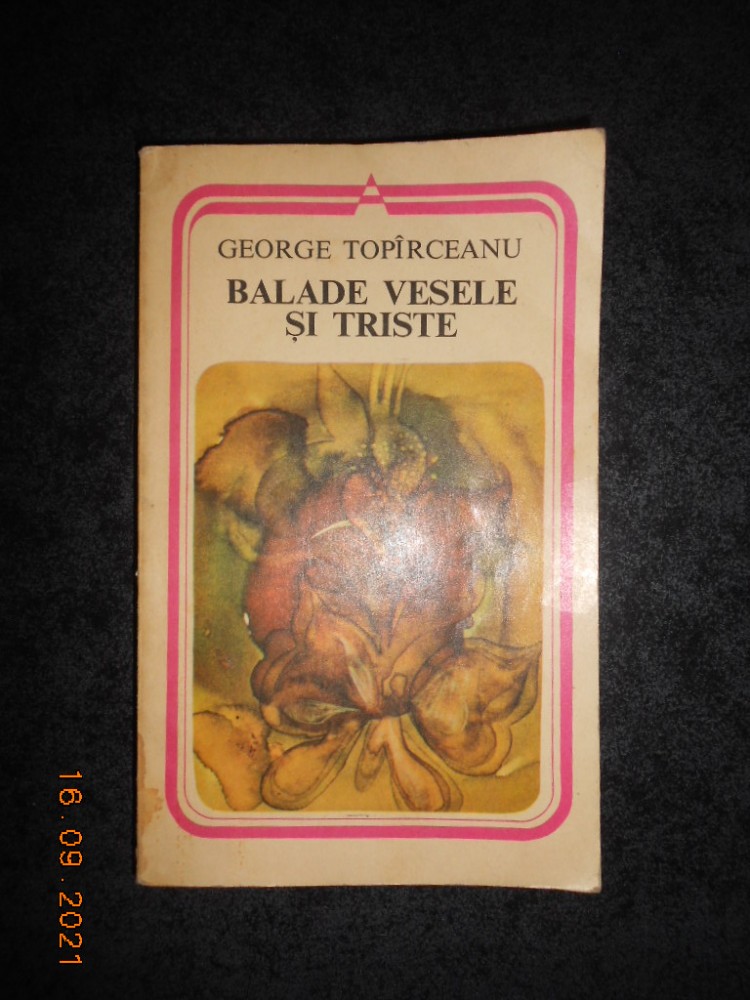 GEORGE TOPÎRCEANU
BALADE VESELE
ȘI TRISTE
16.09.2021